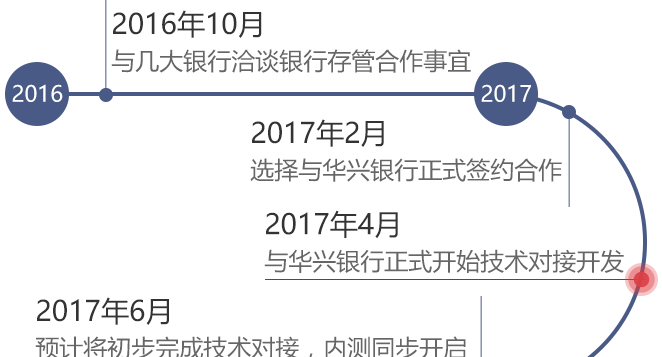 2016年10月
与几大银行洽谈银行存管合作事宜
2016
2017
2017年2月
选择与华兴银行正式签约合作
2017年4月
与华兴银行正式开始技术对接开发
2017年6月
预计将初步完成技术对接，内测同步开启